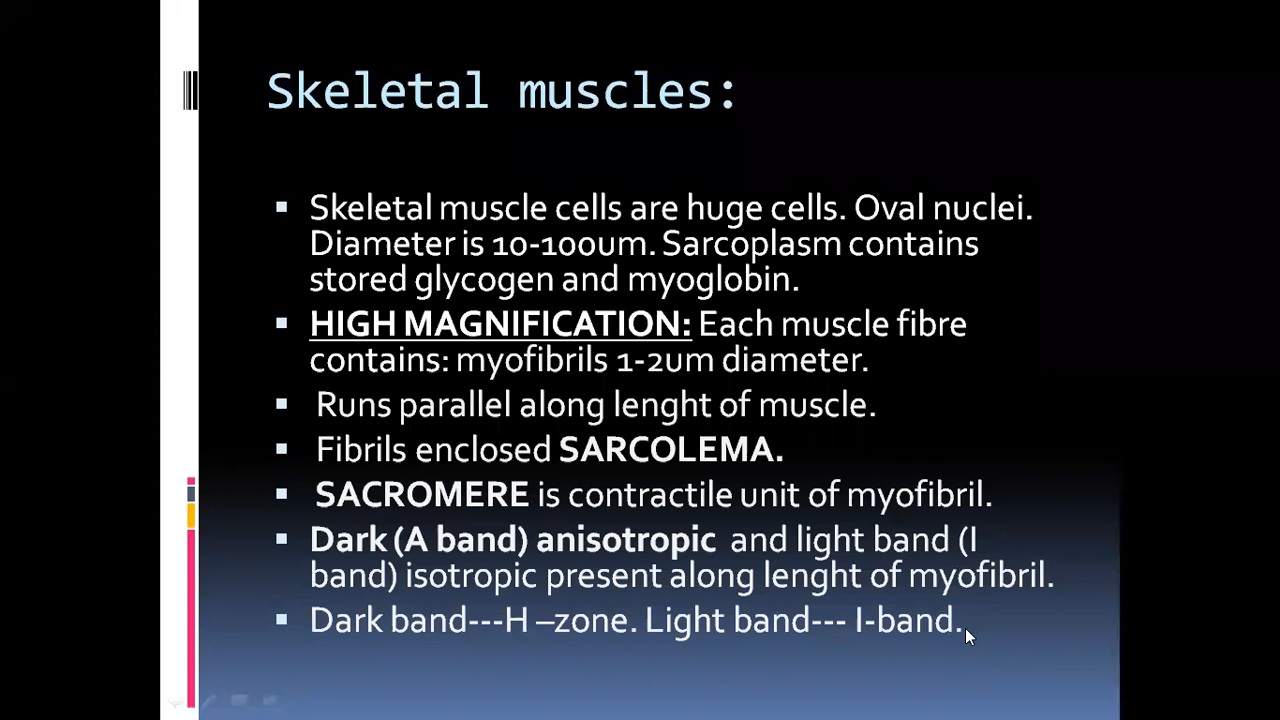 Skeletal muscles:
Skeletal muscle cells are huge cells. Oval nuclei.
Diameter is 10-100um. Sarcoplasm contains
stored glycogen and myoglobin.
HIGH MAGNIFICATION: Each muscle fibre
contains: myofibrils 1-2um diameter.
Runs parallel along lenght of muscle.
Fibrils enclosed SARCOLEMA.
SACROMERE is contractile unit of myofibril.
Dark (A band) anisotropic and light band (I
band) isotropic present along lenght of myofibril.
Dark band---H –zone. Light band--- I-band.